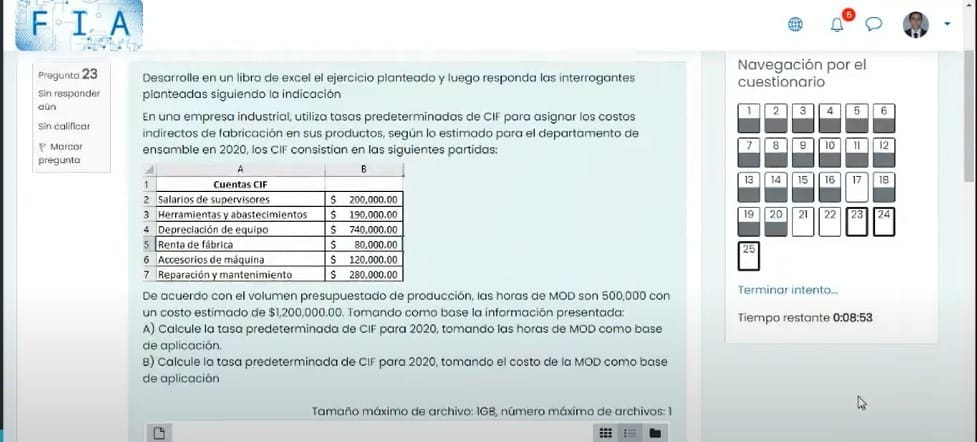 FIA
6
Pregunta 23
Sin responder
aún
Sin calificar
Marcar
pregunta
Desarrolle en un libro de excel el ejercicio planteado y luego responda las interrogantes
planteadas siguiendo la indicación
En una empresa industrial, utiliza tasas predeterminadas de CIF para asignar los costos
indirectos de fabricación en sus productos, según lo estimado para el departamento de
ensamble en 2020, los CIF consistían en las siguientes partidas:
A B
1 Cuentas CIF
2 Salarios de supervisores $ 200,000.00
3 Herramientas y abastecimientos $ 190,000.00
4 Depreciación de equipo $ 740,000.00
5 Renta de fábrica $ 80,000.00
6 Accesorios de máquina $ 120,000.00
7 Reparación y mantenimiento $ 280,000.00
De acuerdo con el volumen presupuestado de producción, las horas de MOD son 500,000 con
un costo estimado de $1,200,000.00. Tomando como base la información presentada:
A) Calcule la tasa predeterminada de CIF para 2020, tomando las horas de MOD como base
de aplicación.
B) Calcule la tasa predeterminada de CIF para 2020, tomando el costo de la MOD como base
de aplicación
Tamaño máximo de archivo: 1GB, número máximo de archivos: 1
Navegación por el
cuestionario
1 2 3 4 5 6
7 8 9 10 11 12
13 14 15 16 17 18
19 20 21 22 23 24
25
Terminar intento...
Tiempo restante 0:08:53